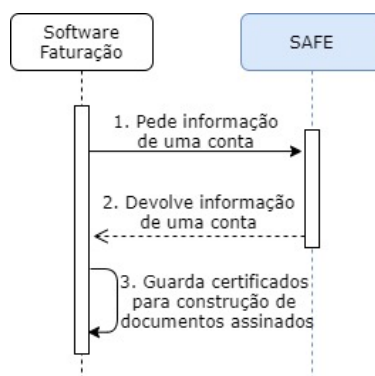 Software
Faturação
SAFE
1. Pede informação
de uma conta
2. Devolve informação
de uma conta
3. Guarda certificados
para construção de
documentos assinados